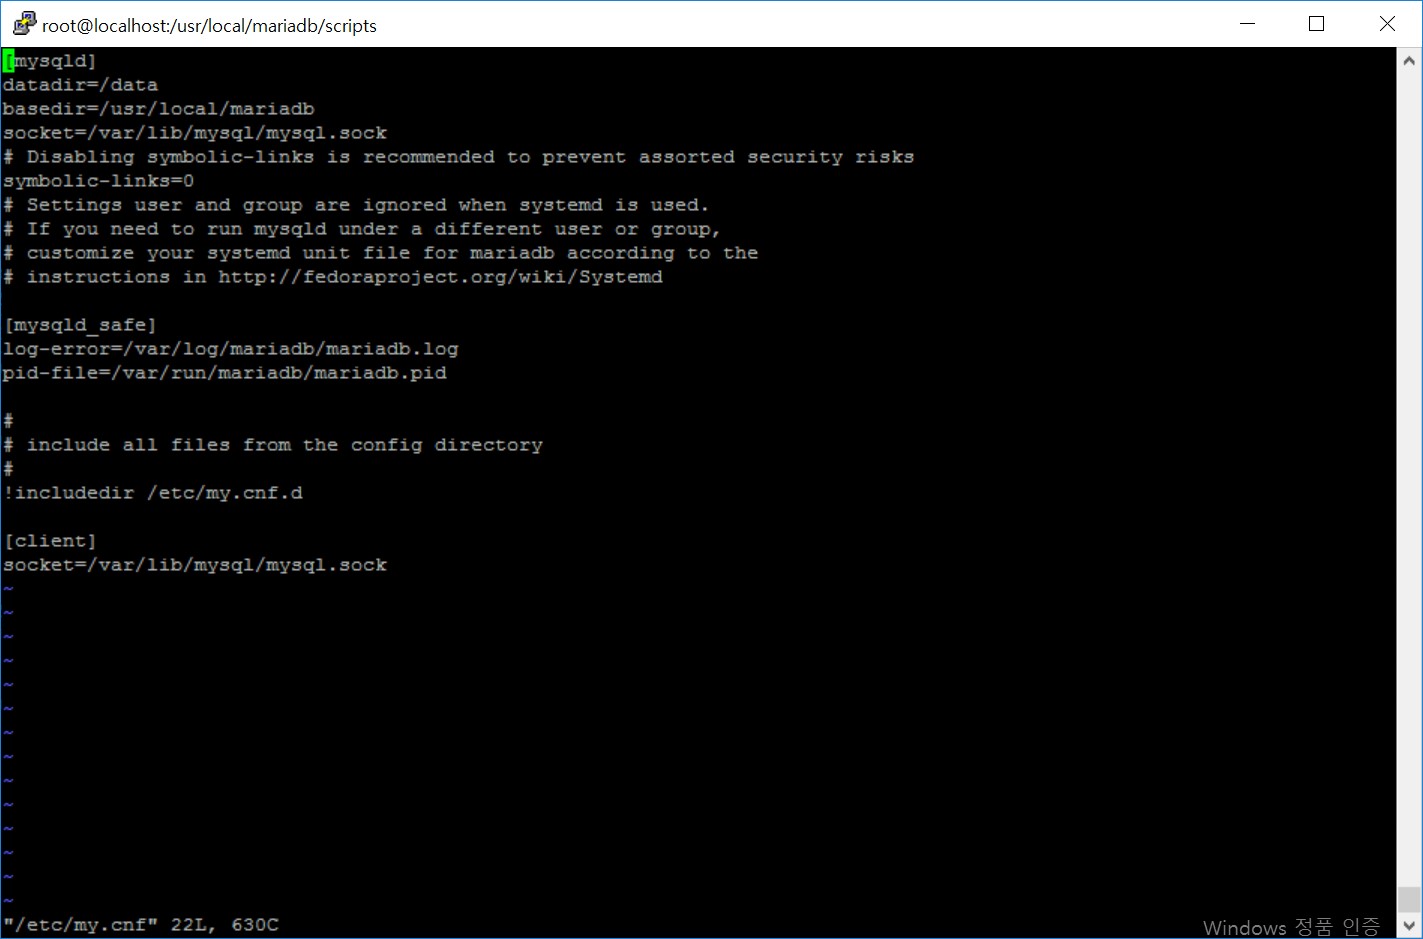 root@localhost:/usr/local/mariadb/scripts
[mysqld]
datadir=/data
basedir=/usr/local/mariadb
socket=/var/lib/mysql/mysql.sock
# Disabling symbolic-links is recommended to prevent assorted security risks
symbolic-links=0
# Settings user and group are ignored when systemd is used.
# If you need to run mysqld under a different user or group,
# customize your systemd unit file for mariadb according to the
# instructions in http://fedoraproject.org/wiki/Systemd

[mysqld_safe]
log-error=/var/log/mariadb/mariadb.log
pid-file=/var/run/mariadb/mariadb.pid

#
# include all files from the config directory
#
!includedir /etc/my.cnf.d

[client]
socket=/var/lib/mysql/mysql.sock
~
~
~
~
~
~
~
~
~
~
~
~
~
~
"/etc/my.cnf" 22L, 630C
Windows 정품 인증